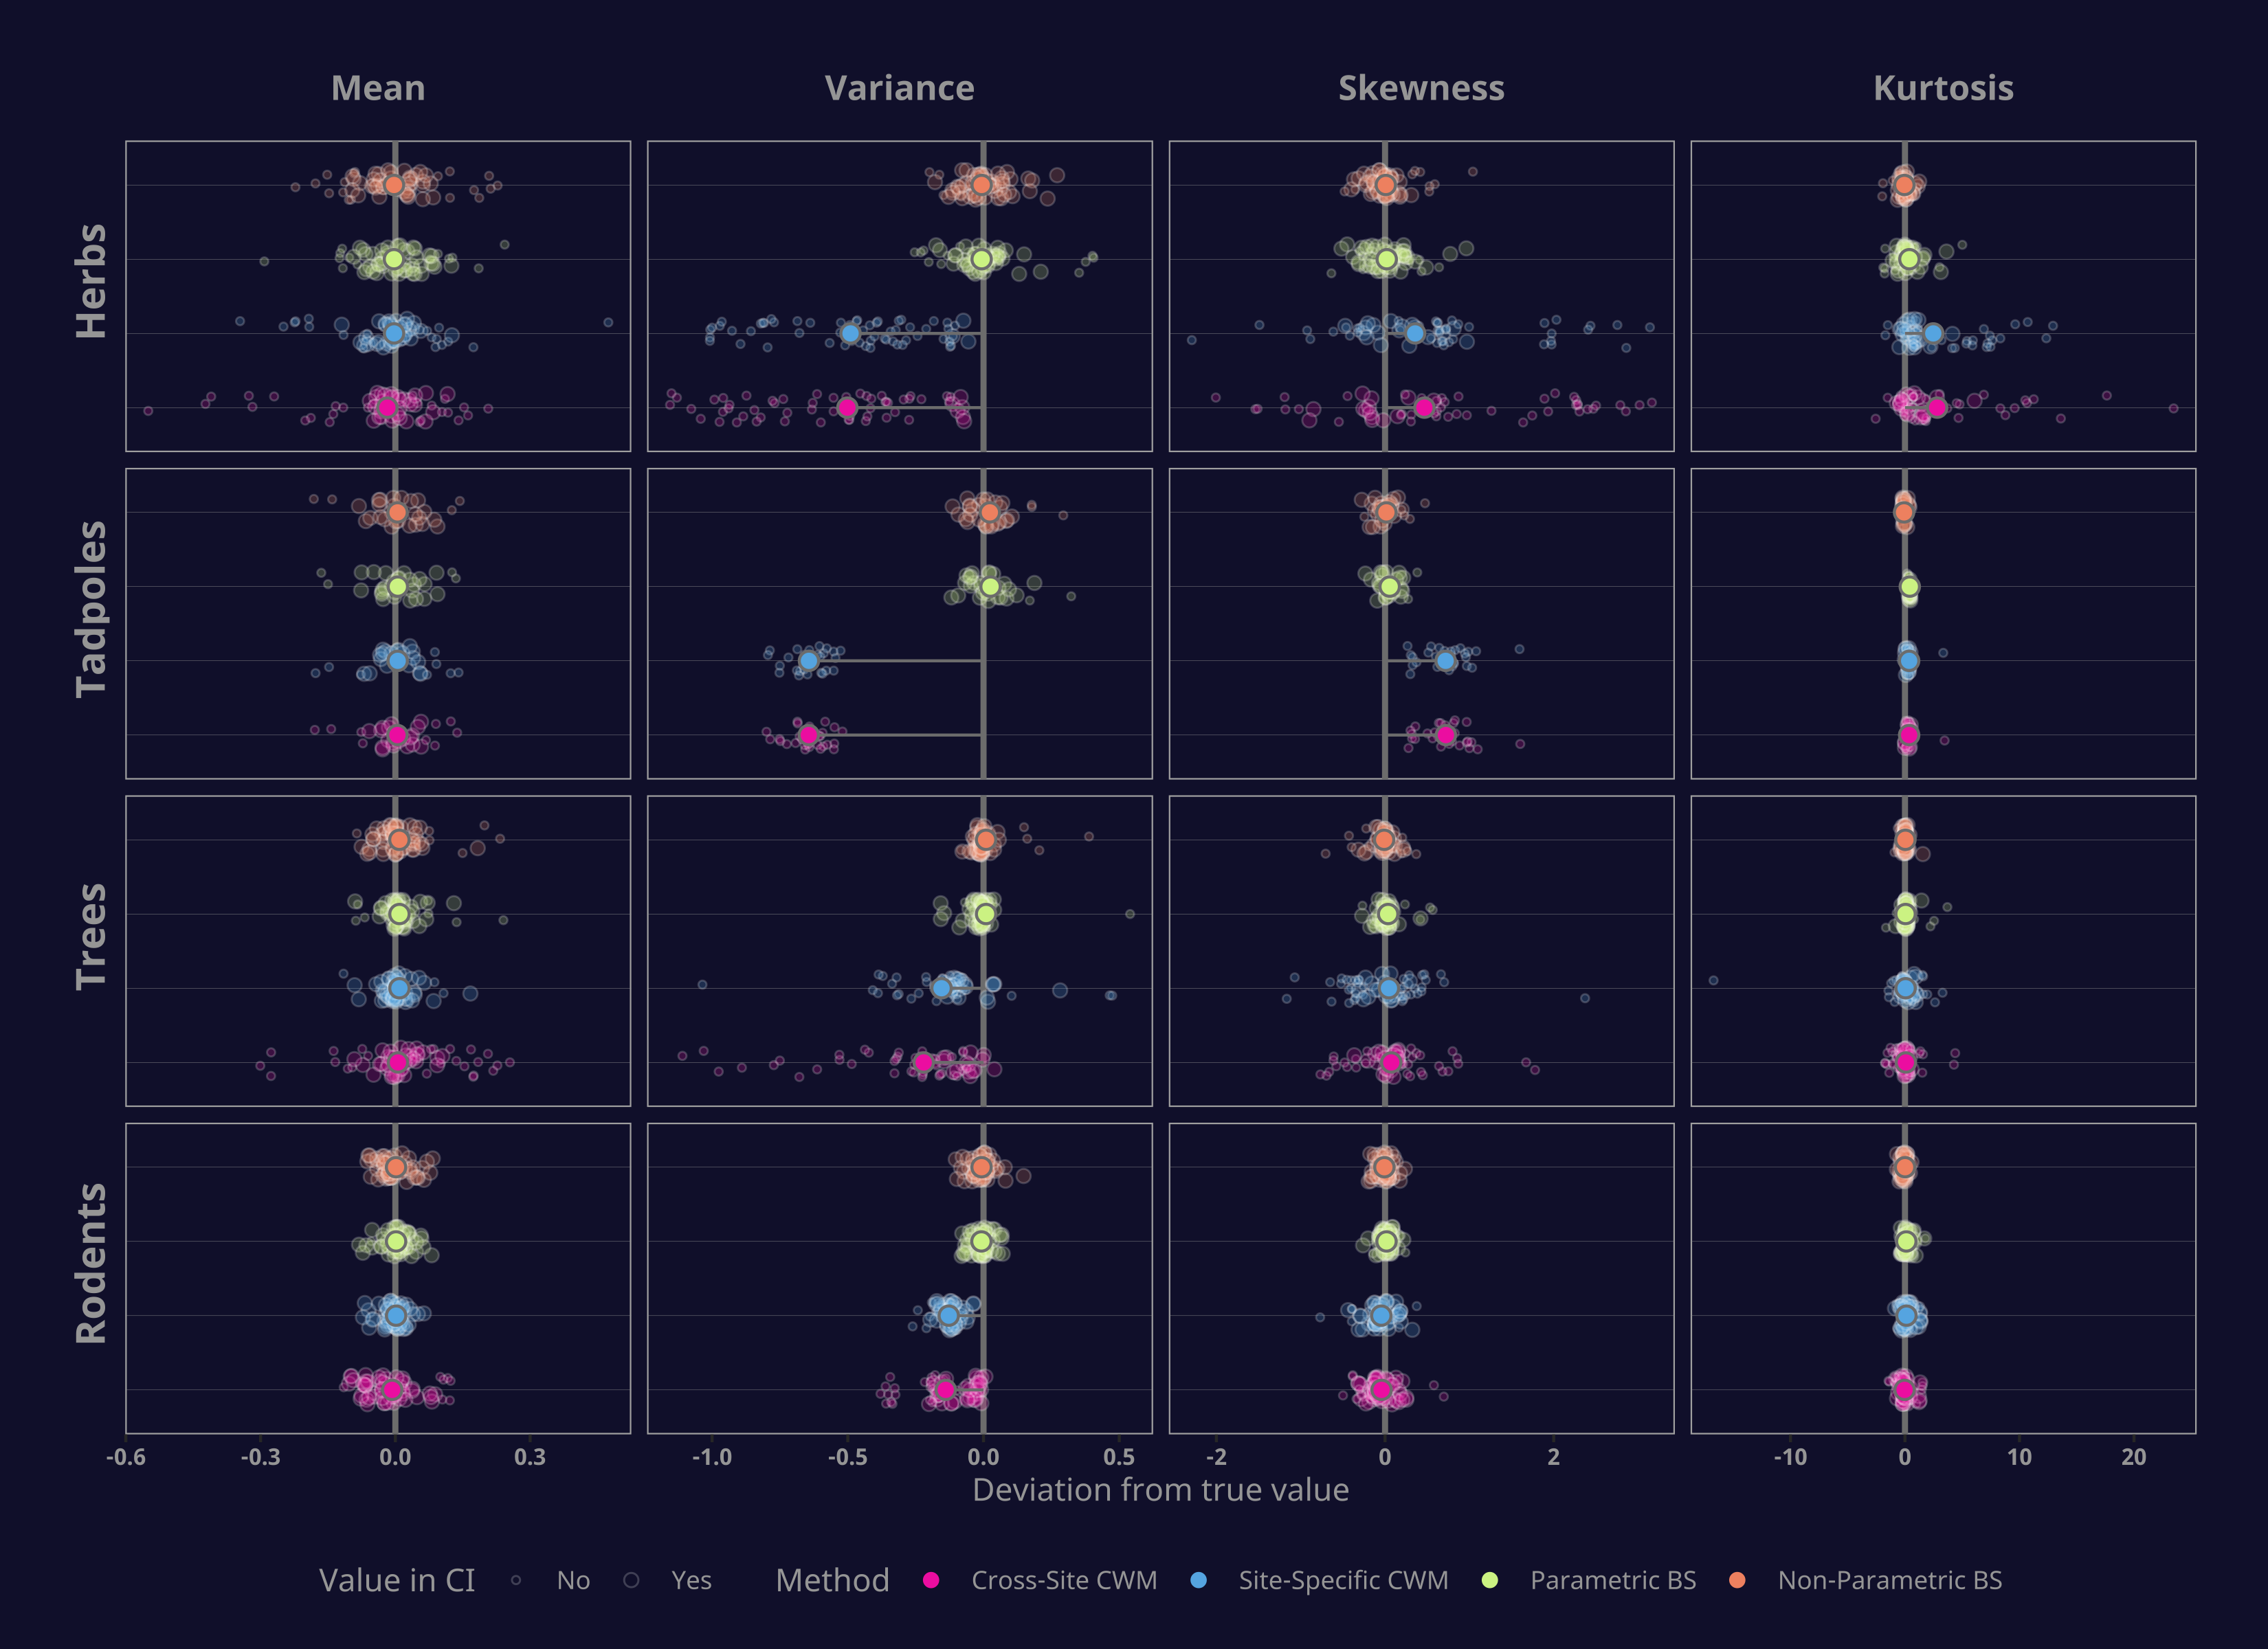 Mean Variance Skewness Kurtosis
Herbs
Tadpoles
Trees
Rodents
-0.6 -0.3 0.0 0.3 -1.0 -0.5 0.0 0.5 -2 0 2 -10 0 10 20
Deviation from true value
Value in CI No Yes Method Cross-Site CWM Site-Specific CWM Parametric BS Non-Parametric BS